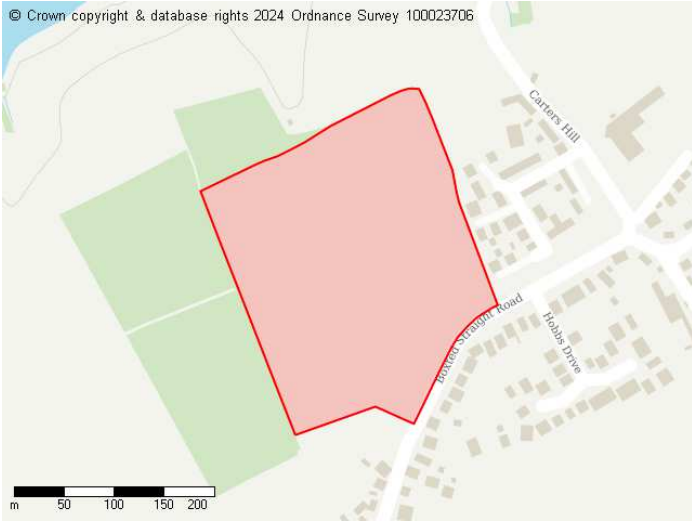 © Crown copyright & database rights 2024 Ordnance Survey 100023706
Carters Hill
Boxted Straight Road
Hobbs Drive
m 50 100 150 200